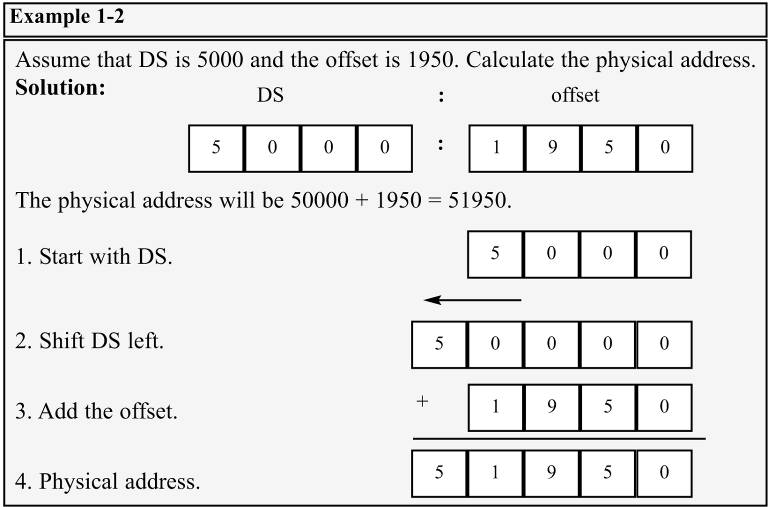 Example 1-2
Assume that DS is 5000 and the offset is 1950. Calculate the physical address.
Solution:
DS : offset
5 0 0 0 : 1 9 5 0
The physical address will be 50000 + 1950 = 51950.
1. Start with DS. 5 0 0 0
2. Shift DS left. 5 0 0 0 0
3. Add the offset. + 1 9 5 0
4. Physical address. 5 1 9 5 0